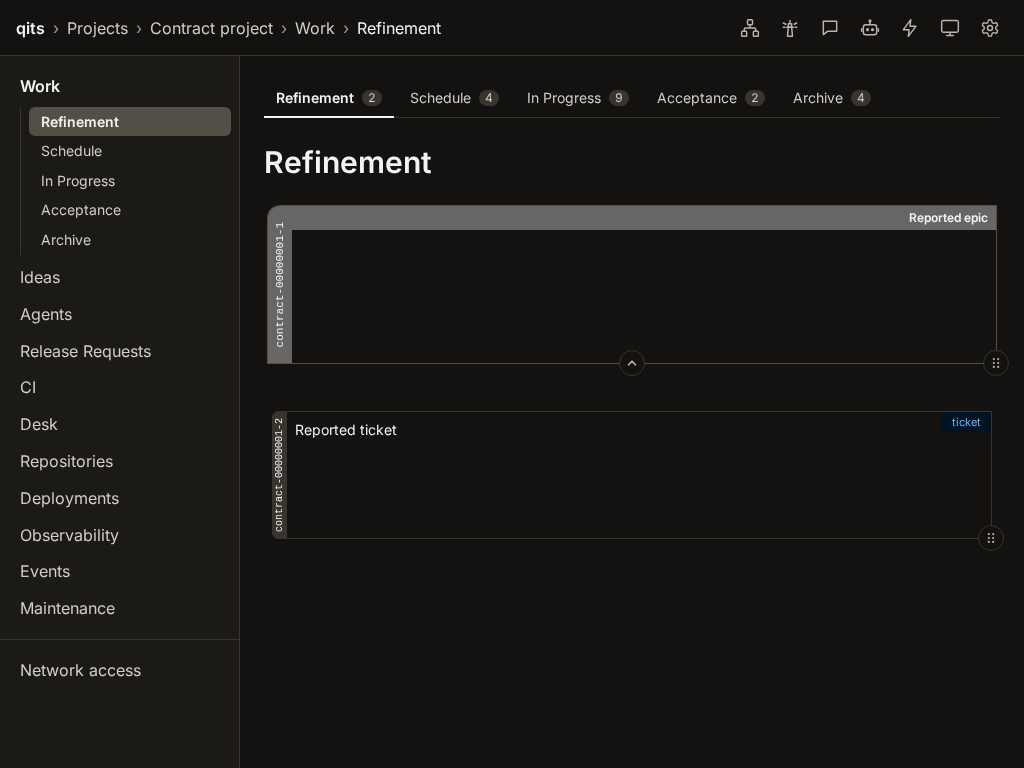 qits › Projects › Contract project › Work › Refinement
Work
Refinement
Schedule
In Progress
Acceptance
Archive
Ideas
Agents
Release Requests
CI
Desk
Repositories
Deployments
Observability
Events
Maintenance
Network access
Refinement 2 Schedule 4 In Progress 9 Acceptance 2 Archive 4
Refinement
Reported epic
contract-00000001-1
contract-00000001-2
Reported ticket
ticket